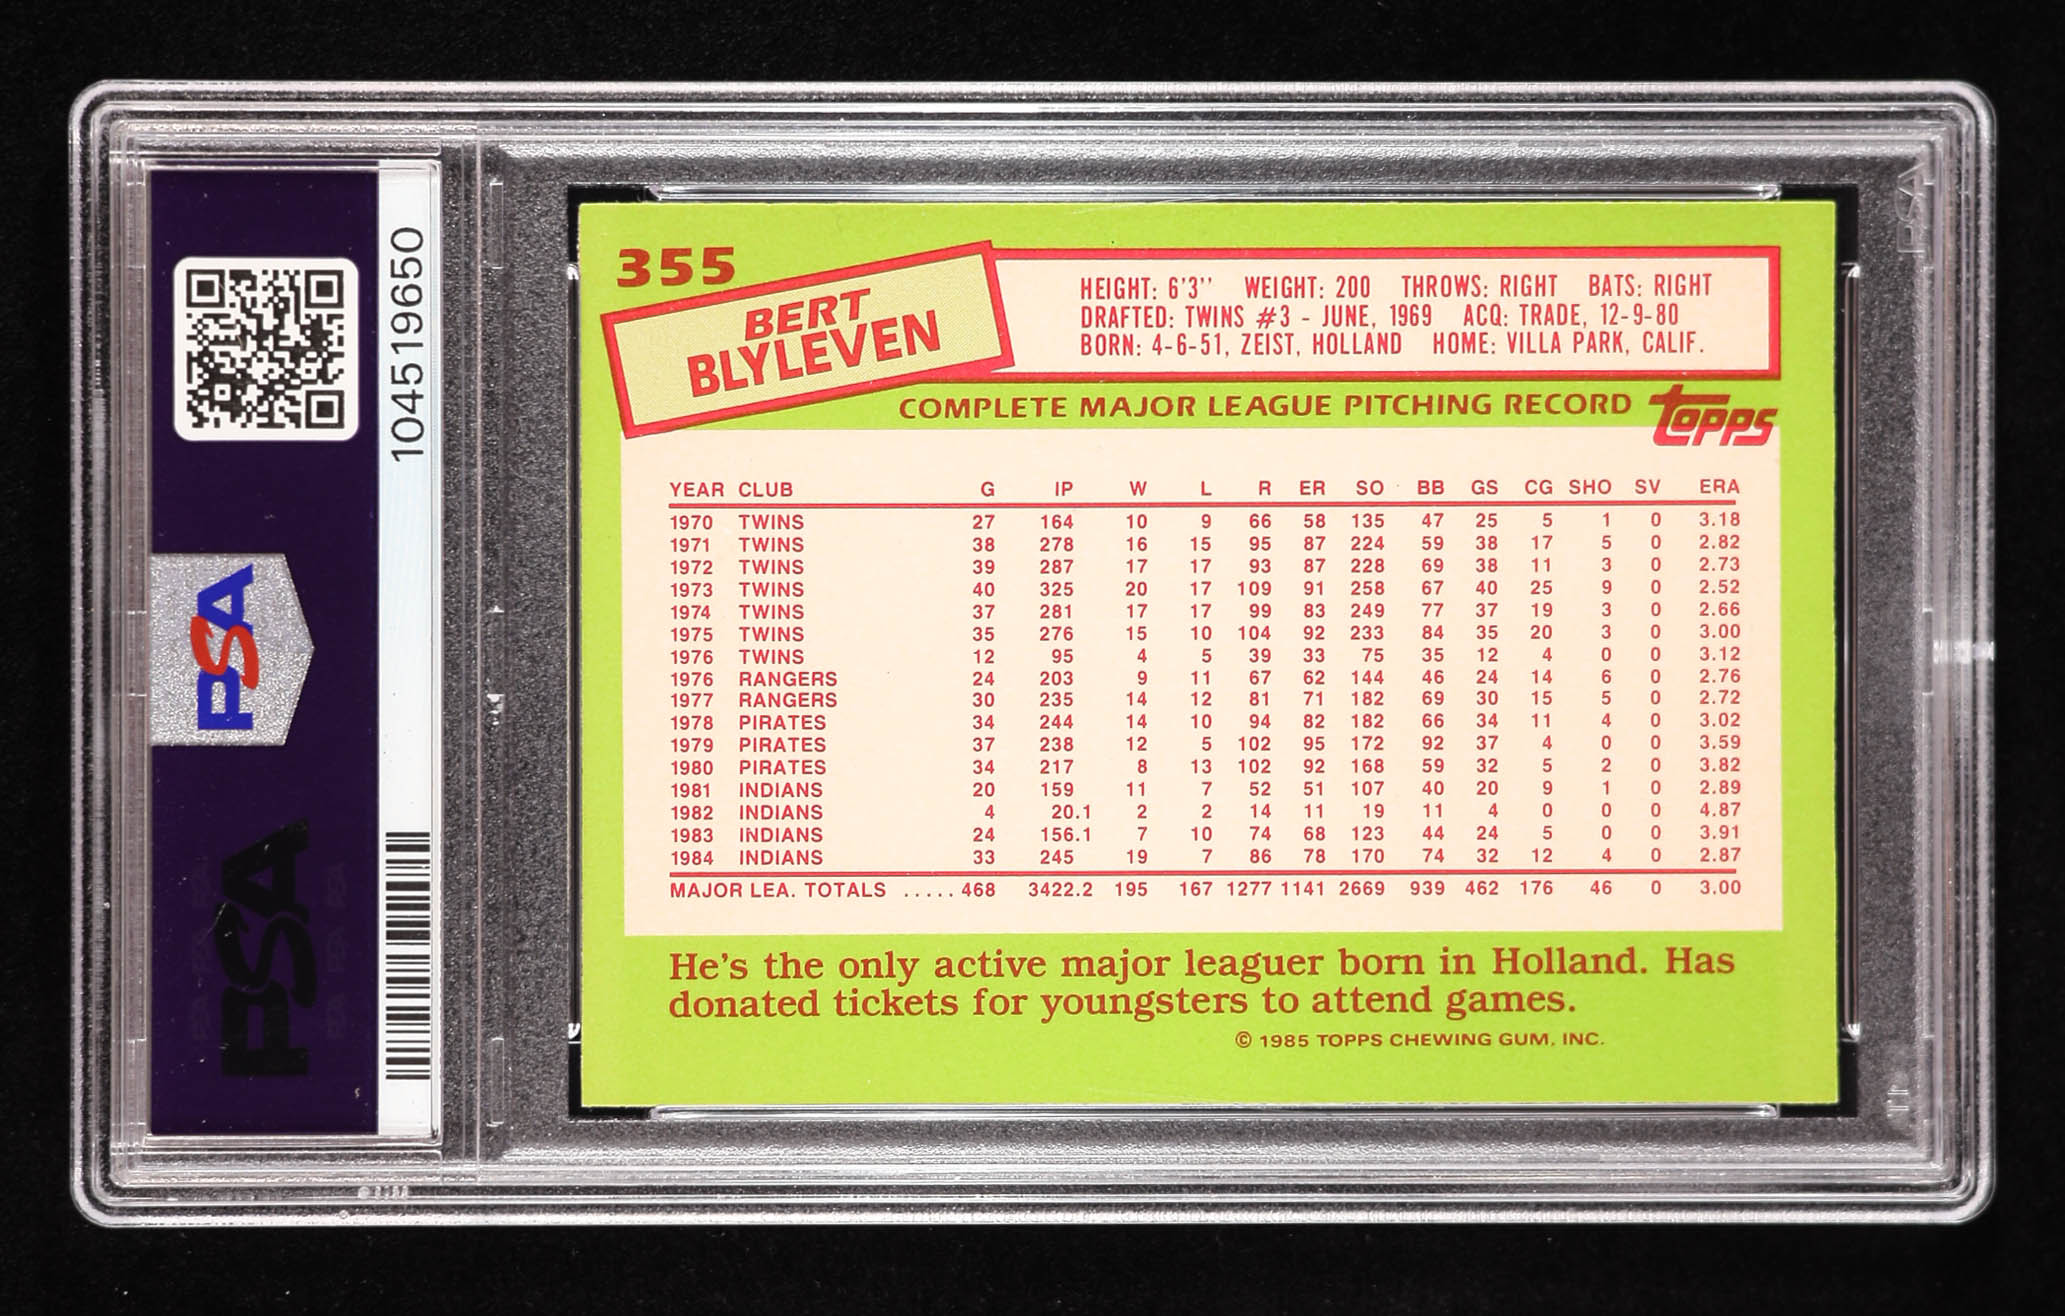 104519650
PSA
PSA
PSA
355
BERT
BLYLEVEN
HEIGHT: 6'3'' WEIGHT: 200 THROWS: RIGHT BATS: RIGHT
DRAFTED: TWINS #3 - JUNE, 1969 ACQ: TRADE, 12-9-80
BORN: 4-6-51, ZEIST, HOLLAND HOME: VILLA PARK, CALIF.
COMPLETE MAJOR LEAGUE PITCHING RECORD
topps
YEAR CLUB G IP W L R ER SO BB GS CG SHO SV ERA
1970 TWINS 27 164 10 9 66 58 135 47 25 5 1 0 3.18
1971 TWINS 38 278 16 15 95 87 224 59 38 17 5 0 2.82
1972 TWINS 39 287 17 17 93 87 228 69 38 11 3 0 2.73
1973 TWINS 40 325 20 17 109 91 258 67 40 25 9 0 2.52
1974 TWINS 37 281 17 17 99 83 249 77 37 19 3 0 2.66
1975 TWINS 35 276 15 10 104 92 233 84 35 20 3 0 3.00
1976 TWINS 12 95 4 5 39 33 75 35 12 4 0 0 3.12
1976 RANGERS 24 203 9 11 67 62 144 46 24 14 6 0 2.76
1977 RANGERS 30 235 14 12 81 71 182 69 30 15 5 0 2.72
1978 PIRATES 34 244 14 10 94 82 182 66 34 11 4 0 3.02
1979 PIRATES 37 238 12 5 102 95 172 92 37 4 0 0 3.59
1980 PIRATES 34 217 8 13 102 92 168 59 32 5 2 0 3.82
1981 INDIANS 20 159 11 7 52 51 107 40 20 9 1 0 2.89
1982 INDIANS 4 20.1 2 2 14 11 19 11 4 0 0 0 4.87
1983 INDIANS 24 156.1 7 10 74 68 123 44 24 5 0 0 3.91
1984 INDIANS 33 245 19 7 86 78 170 74 32 12 4 0 2.87
MAJOR LEA. TOTALS ..... 468 3422.2 195 167 1277 1141 2669 939 462 176 46 0 3.00
He's the only active major leaguer born in Holland. Has
donated tickets for youngsters to attend games.
© 1985 TOPPS CHEWING GUM, INC.